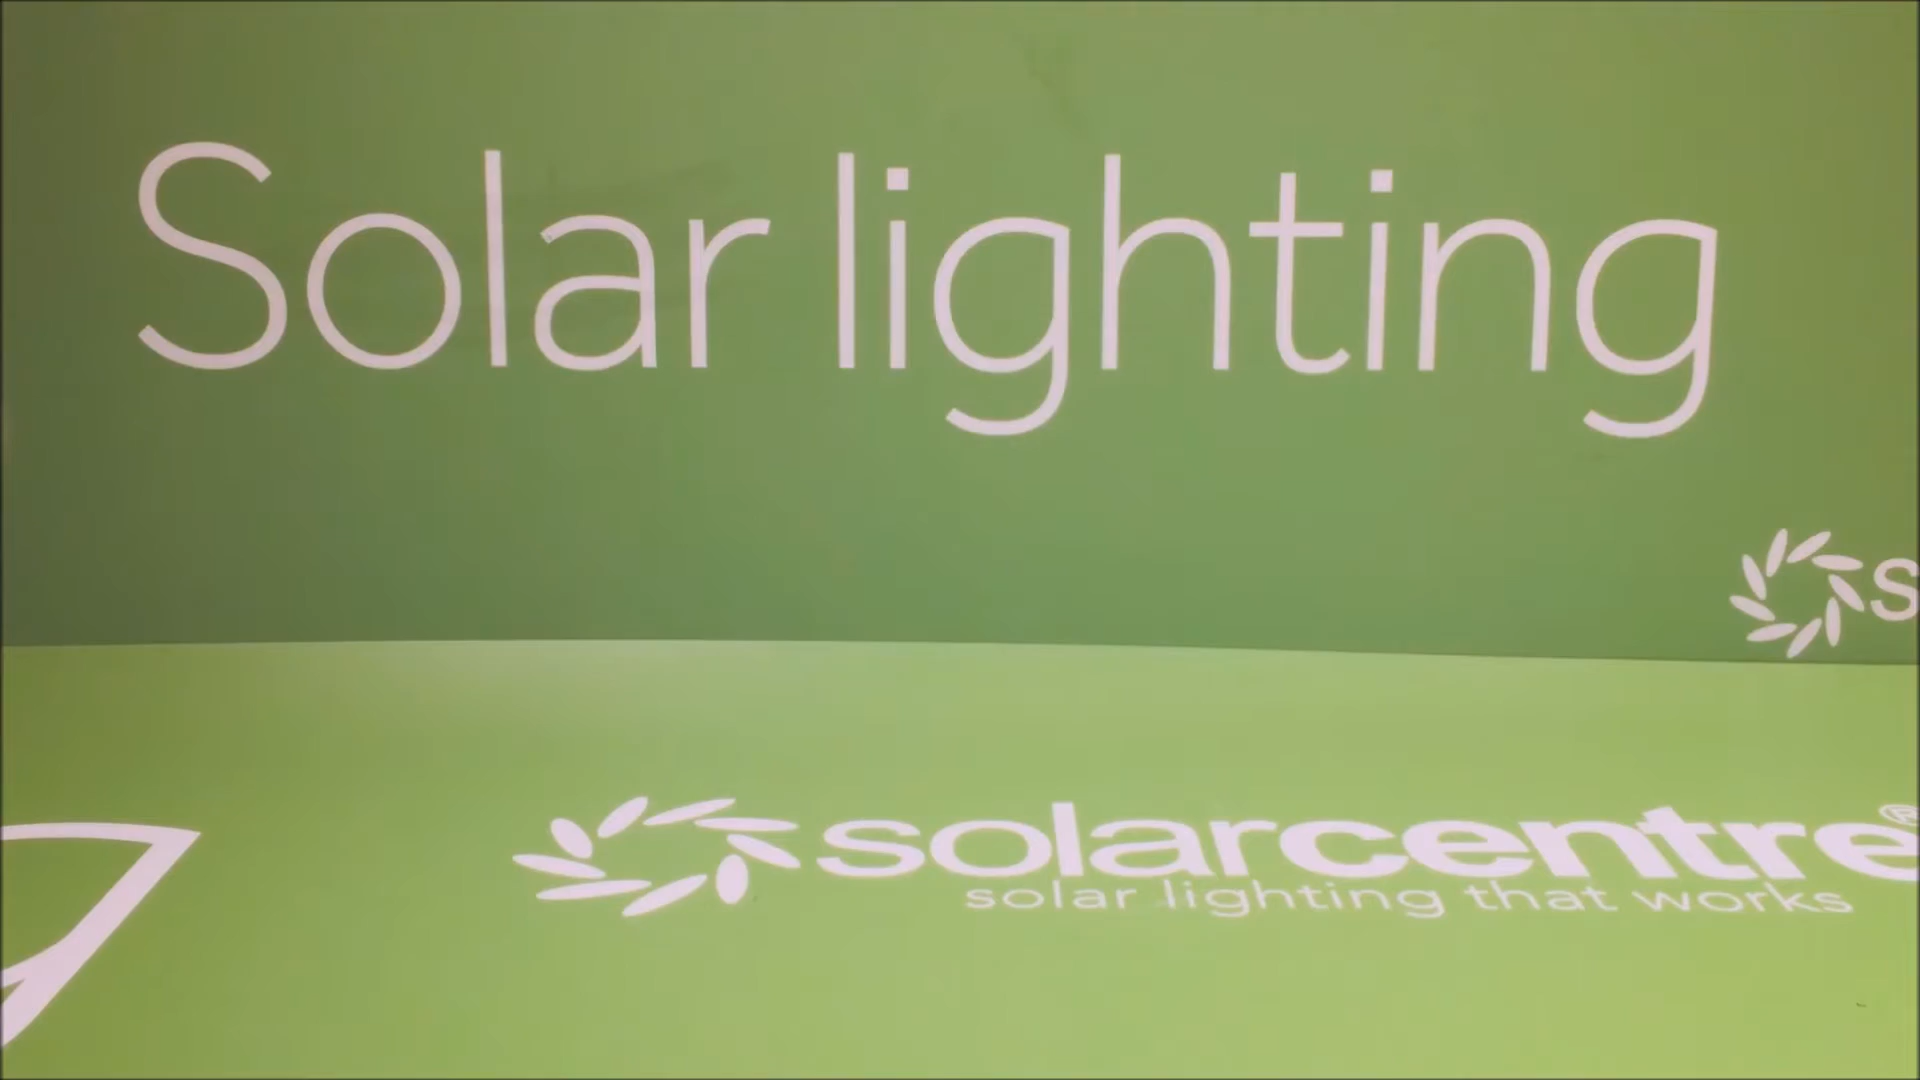 Solar lighting
s
solarcentre®
solar lighting that works